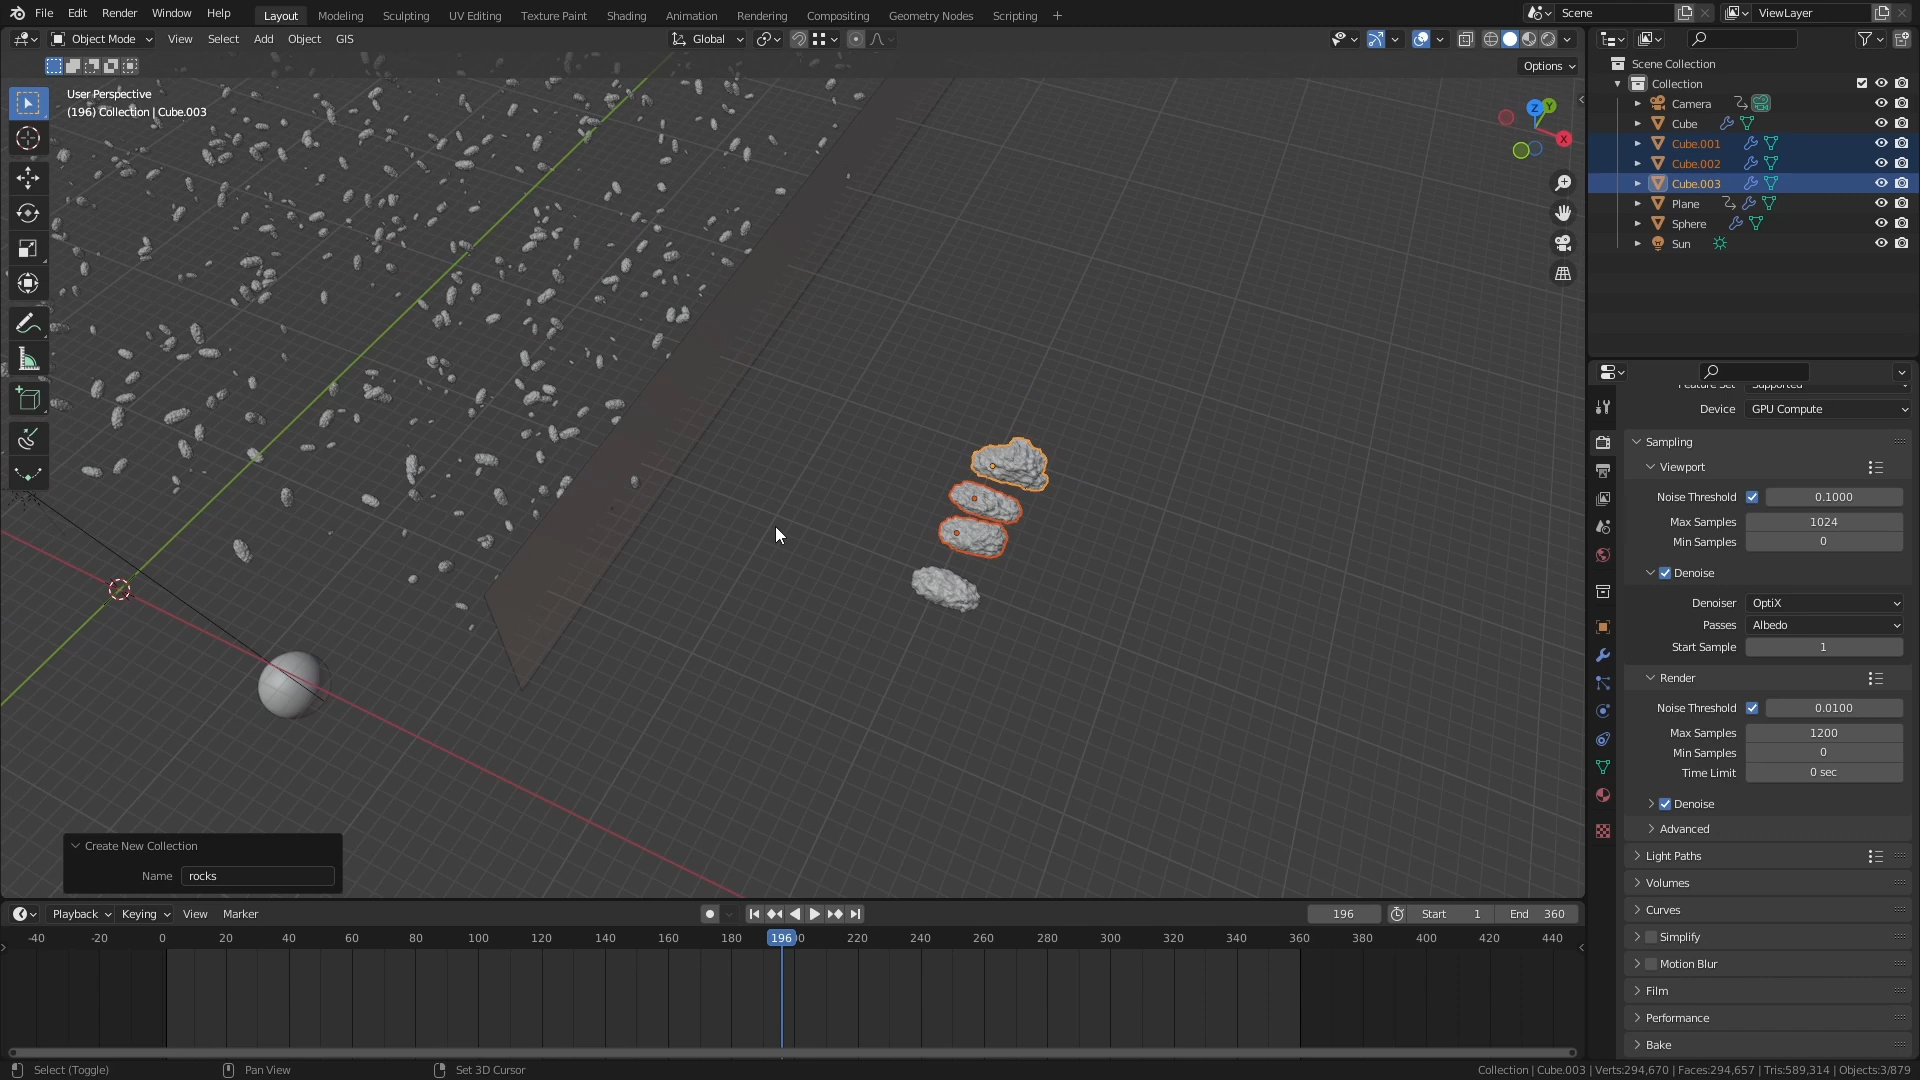 File Edit Render Window Help
Layout Modeling Sculpting UV Editing Texture Paint Shading Animation Rendering Compositing Geometry Nodes Scripting
Scene
ViewLayer
Object Mode View Select Add Object GIS
Global
Options
User Perspective
(196) Collection | Cube.003
Z
Y
X
Create New Collection
Name rocks
Scene Collection
Collection
Camera
Cube
Cube.001
Cube.002
Cube.003
Plane
Sphere
Sun
Feature Set Supported
Device GPU Compute
Sampling
Viewport
Noise Threshold 0.1000
Max Samples 1024
Min Samples 0
Denoise
Denoiser OptiX
Passes Albedo
Start Sample 1
Render
Noise Threshold 0.0100
Max Samples 1200
Min Samples 0
Time Limit 0 sec
Denoise
Advanced
Light Paths
Volumes
Curves
Simplify
Motion Blur
Film
Performance
Bake
Playback Keying View Marker
196 Start 1 End 360
-40 -20 0 20 40 60 80 100 120 140 160 180 196 220 240 260 280 300 320 340 360 380 400 420 440
Select (Toggle) Pan View Set 3D Cursor
Collection | Cube.003 | Verts:294,670 | Faces:294,657 | Tris:589,314 | Objects:3/879